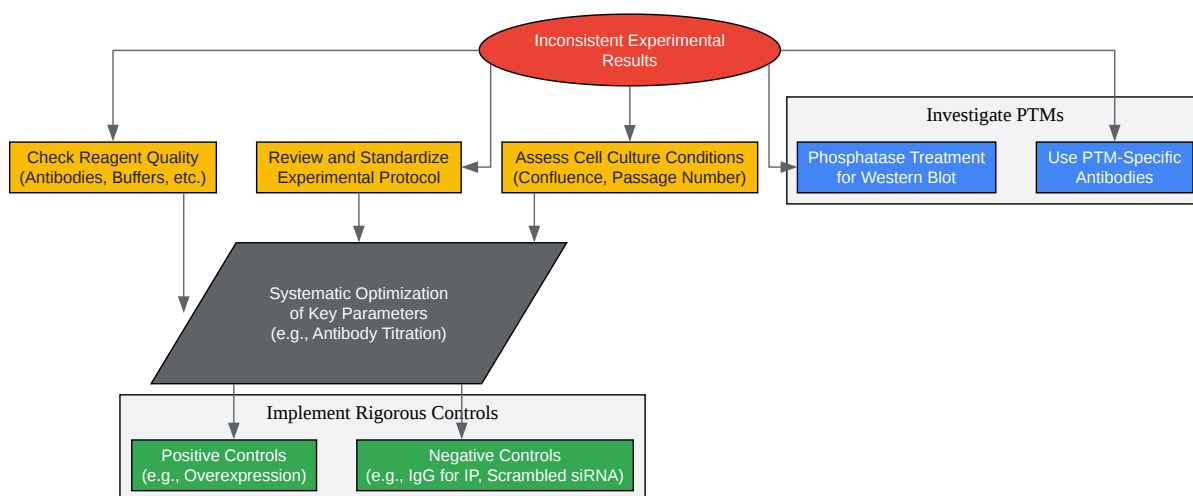 Inconsistent Experimental
Results
Investigate PTMs
Check Reagent Quality
(Antibodies, Buffers, etc.)
Review and Standardize
Experimental Protocol
Assess Cell Culture Conditions
(Confluence, Passage Number)
Phosphatase Treatment
for Western Blot
Use PTM-Specific
Antibodies
Systematic Optimization
of Key Parameters
(e.g., Antibody Titration)
Implement Rigorous Controls
Positive Controls
(e.g., Overexpression)
Negative Controls
(e.g., IgG for IP, Scrambled siRNA)